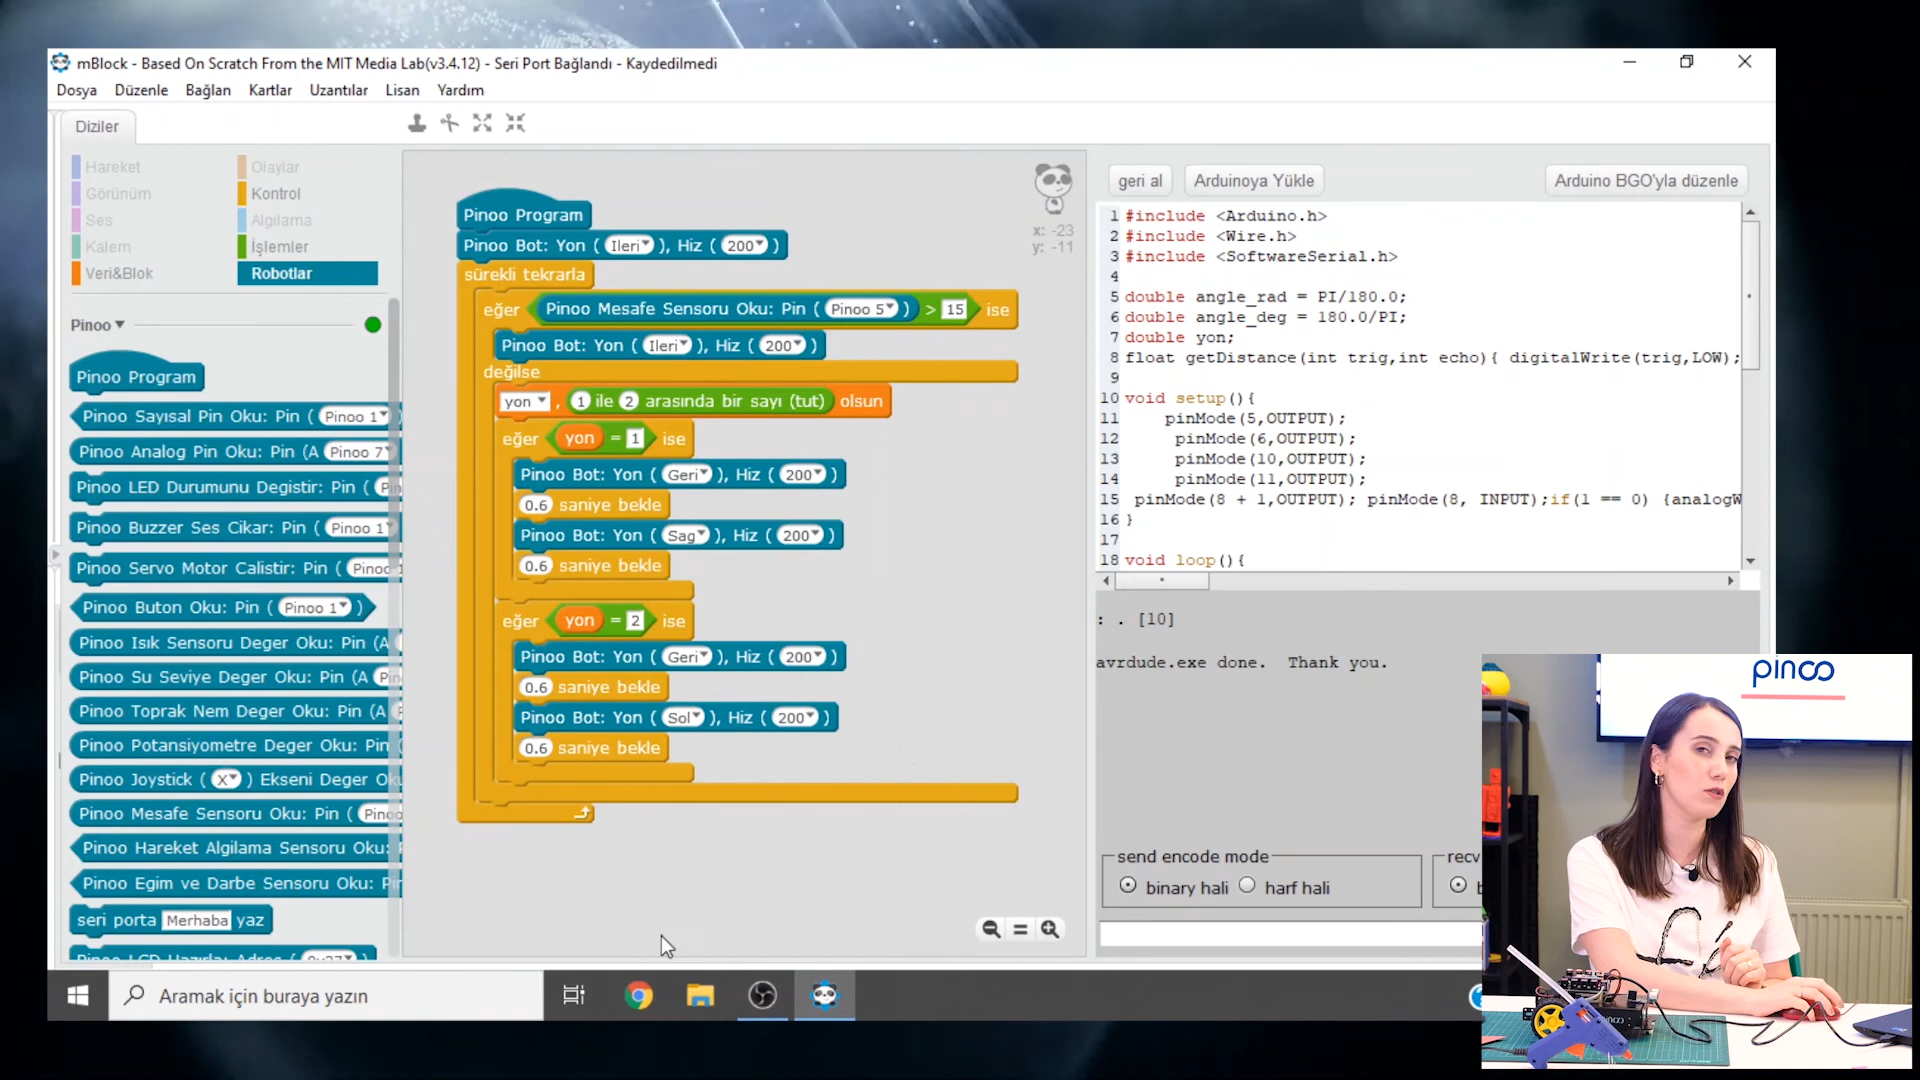 mBlock - Based On Scratch From the MIT Media Lab(v3.4.12) - Seri Port Bağlandı - Kaydedilmedi
Dosya Düzenle Bağlan Kartlar Uzantılar Lisan Yardım
Diziler
Hareket Olaylar
Görünüm Kontrol
Ses Algılama
Kalem İşlemler
Veri&Blok Robotlar
Pinoo
Pinoo Program
Pinoo Sayısal Pin Oku: Pin ( Pinoo 1
Pinoo Analog Pin Oku: Pin (A Pinoo 7
Pinoo LED Durumunu Degistir: Pin (
Pinoo Buzzer Ses Cikar: Pin ( Pinoo 1
Pinoo Servo Motor Calistir: Pin ( Pinoo
Pinoo Buton Oku: Pin ( Pinoo 1 )
Pinoo Isık Sensoru Deger Oku: Pin (A
Pinoo Su Seviye Deger Oku: Pin (A
Pinoo Toprak Nem Deger Oku: Pin (A
Pinoo Potansiyometre Deger Oku: Pin
Pinoo Joystick ( X ) Ekseni Deger
Pinoo Mesafe Sensoru Oku: Pin (
Pinoo Hareket Algilama Sensoru Oku:
Pinoo Egim ve Darbe Sensoru Oku:
seri porta Merhaba yaz
Pinoo Program
Pinoo Bot: Yon ( Ileri ), Hiz ( 200 )
sürekli tekrarla
eğer Pinoo Mesafe Sensoru Oku: Pin ( Pinoo 5 ) > 15 ise
Pinoo Bot: Yon ( Ileri ), Hiz ( 200 )
değilse
yon , 1 ile 2 arasında bir sayı (tut) olsun
eğer yon = 1 ise
Pinoo Bot: Yon ( Geri ), Hiz ( 200 )
0.6 saniye bekle
Pinoo Bot: Yon ( Sag ), Hiz ( 200 )
0.6 saniye bekle
eğer yon = 2 ise
Pinoo Bot: Yon ( Geri ), Hiz ( 200 )
0.6 saniye bekle
Pinoo Bot: Yon ( Sol ), Hiz ( 200 )
0.6 saniye bekle
x: -23
y: -11
geri al Arduinoya Yükle Arduino BGO'yla düzenle
1 #include <Arduino.h>
2 #include <Wire.h>
3 #include <SoftwareSerial.h>
4
5 double angle_rad = PI/180.0;
6 double angle_deg = 180.0/PI;
7 double yon;
8 float getDistance(int trig,int echo){ digitalWrite(trig,LOW);
9
10 void setup(){
11 pinMode(5,OUTPUT);
12 pinMode(6,OUTPUT);
13 pinMode(10,OUTPUT);
14 pinMode(11,OUTPUT);
15 pinMode(8 + 1,OUTPUT); pinMode(8, INPUT);if(1 == 0) {analogW
16 }
17
18 void loop(){
: . [10]
avrdude.exe done. Thank you.
send encode mode
binary hali harf hali
recv
pinoo
Aramak için buraya yazın
pinoo